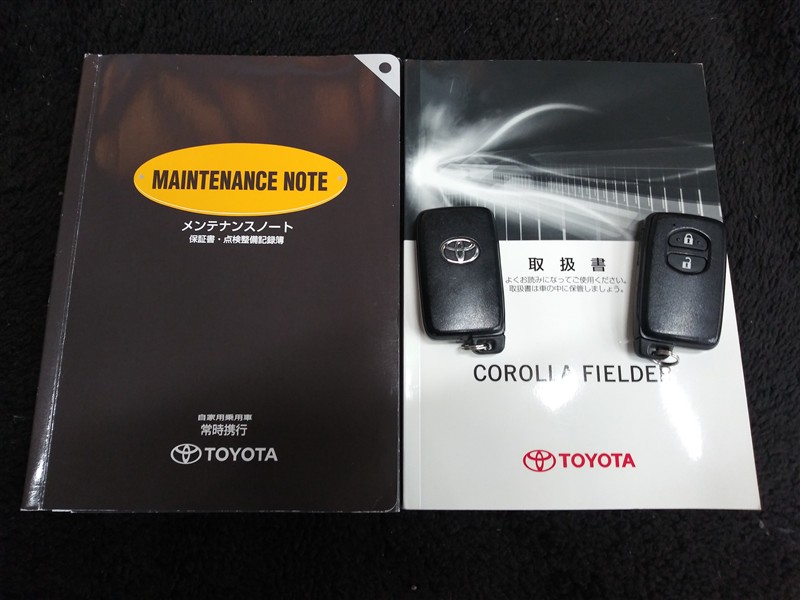 MAINTENANCE NOTE
メンテナンスノート
保証書・点検整備記録簿
自家用乗用車
常時携行
TOYOTA
取扱書
よくお読みになってご使用ください。
取扱書は車の中に保管しましょう。
COROLLA FIELDER
TOYOTA